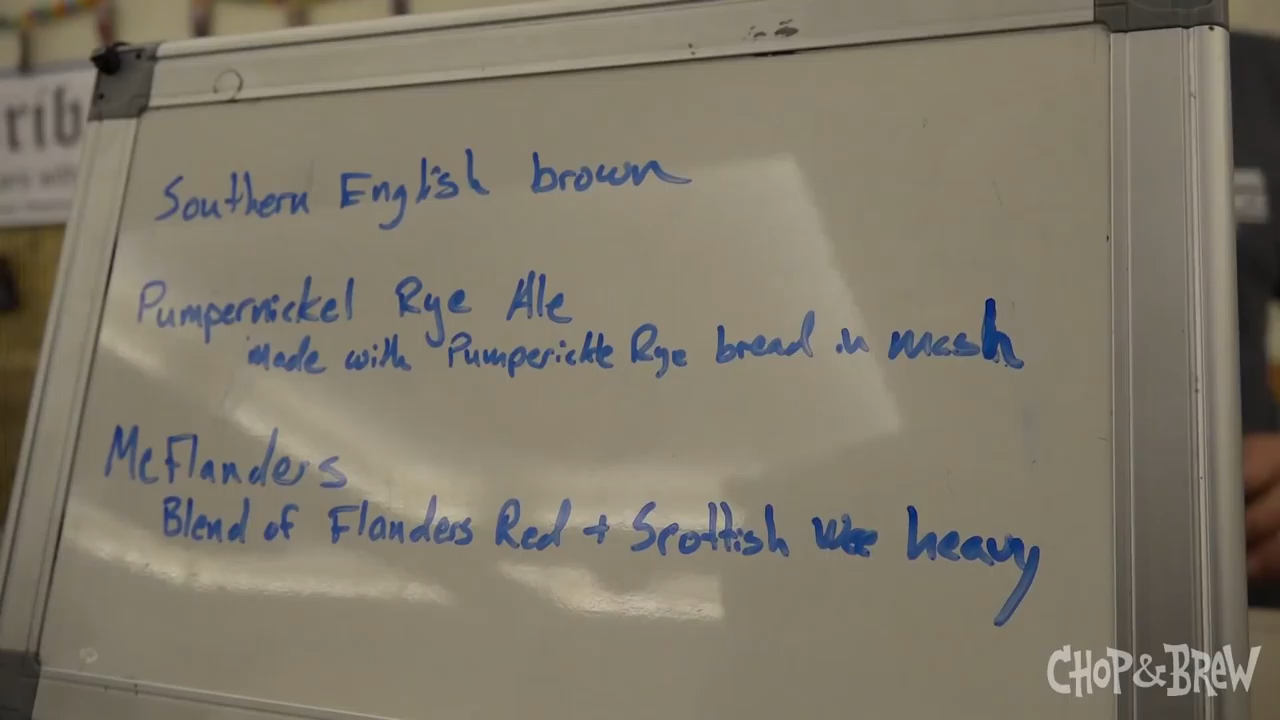 Southern English brown
Pumpernickel Rye Ale
made with Pumperickle Rye bread in mash
McFlanders
Blend of Flanders Red + Scottish Wee heavy
CHOP & BREW